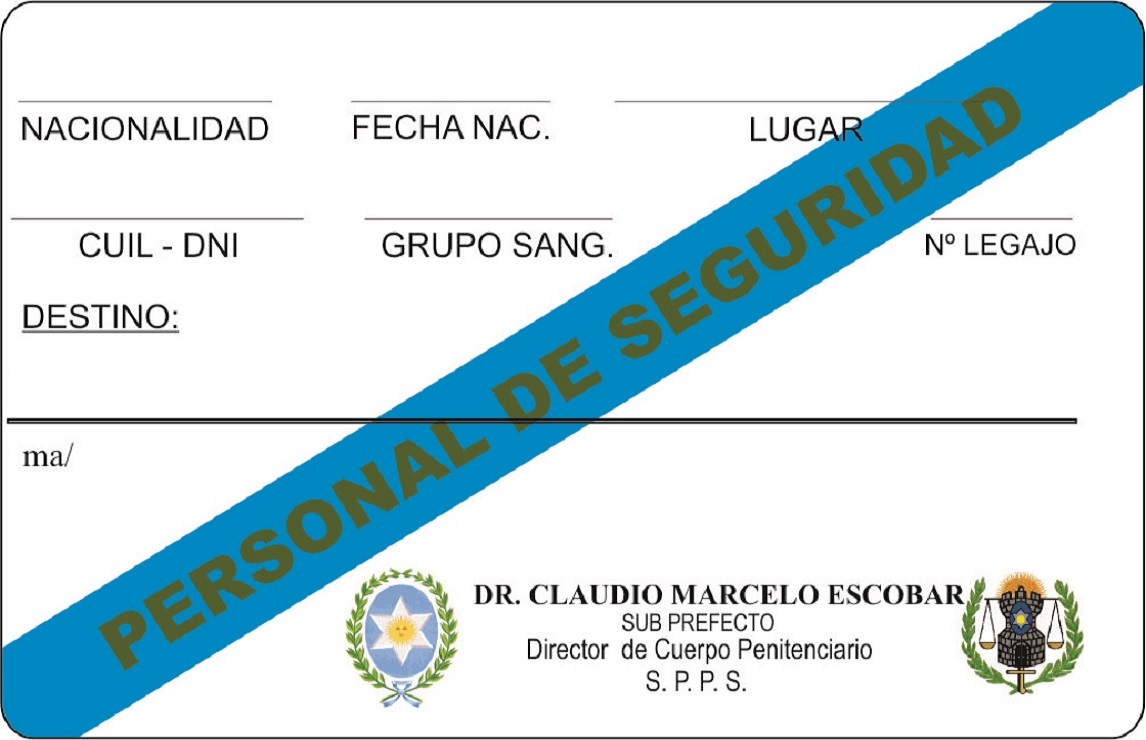 NACIONALIDAD FECHA NAC. LUGAR
CUIL - DNI GRUPO SANG. Nº LEGAJO
DESTINO:
PERSONAL DE SEGURIDAD
ma/
DR. CLAUDIO MARCELO ESCOBAR
SUB PREFECTO
Director de Cuerpo Penitenciario
S. P. P. S.